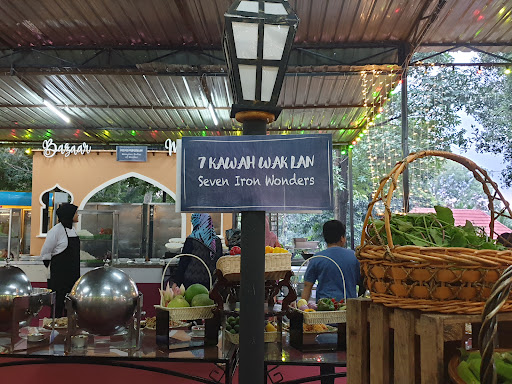 Bazaar
7 KAWAH WAK LAN
SEVEN IRON WONDERS